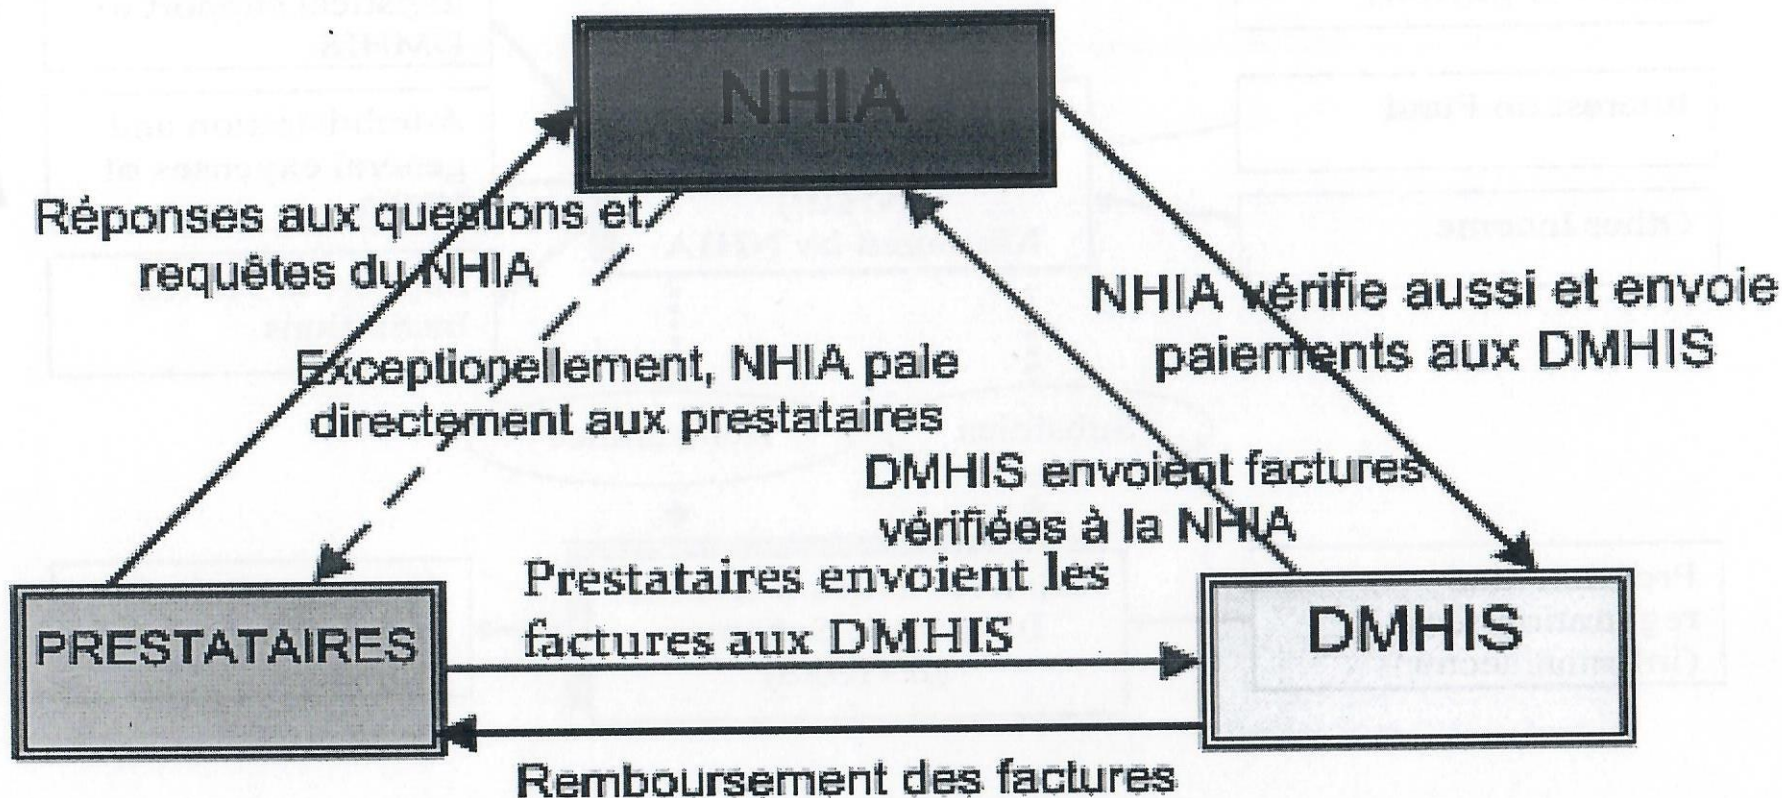 NHIA
Réponses aux questions et
requêtes du NHIA
NHIA vérifie aussi et envoie
paiements aux DMHIS
Exceptionellement, NHIA paie
directement aux prestataires
DMHIS envoient factures
vérifiées à la NHIA
Prestataires envoient les
factures aux DMHIS
PRESTATAIRES
DMHIS
Remboursement des factures